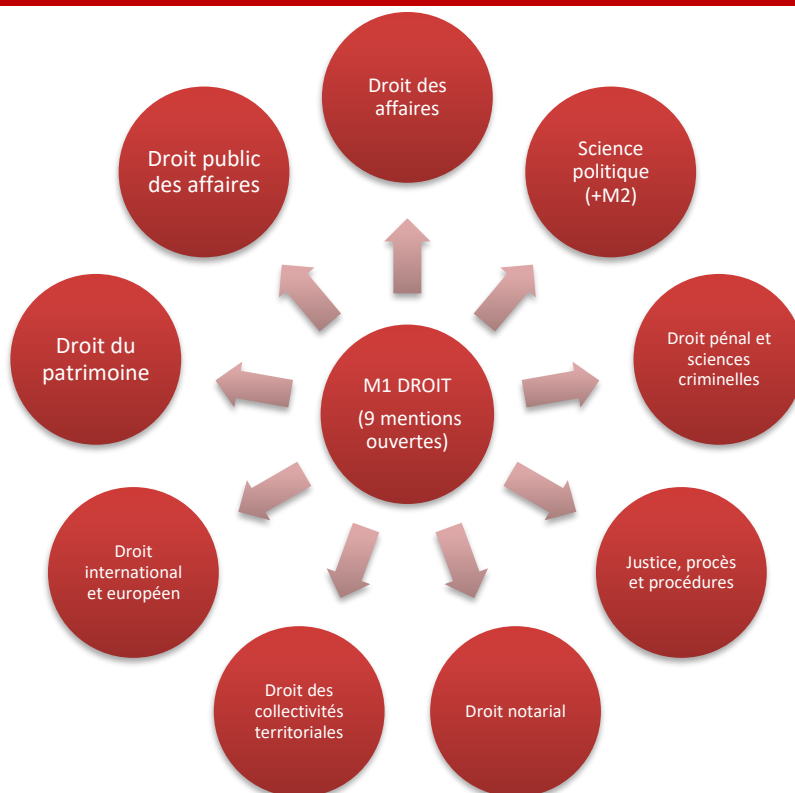 Droit des
affaires
Science
politique
(+M2)
Droit pénal et
sciences
criminelles
Justice, procès
et procédures
Droit notarial
Droit des
collectivités
territoriales
Droit
international
et européen
Droit du
patrimoine
Droit public
des affaires
M1 DROIT
(9 mentions
ouvertes)